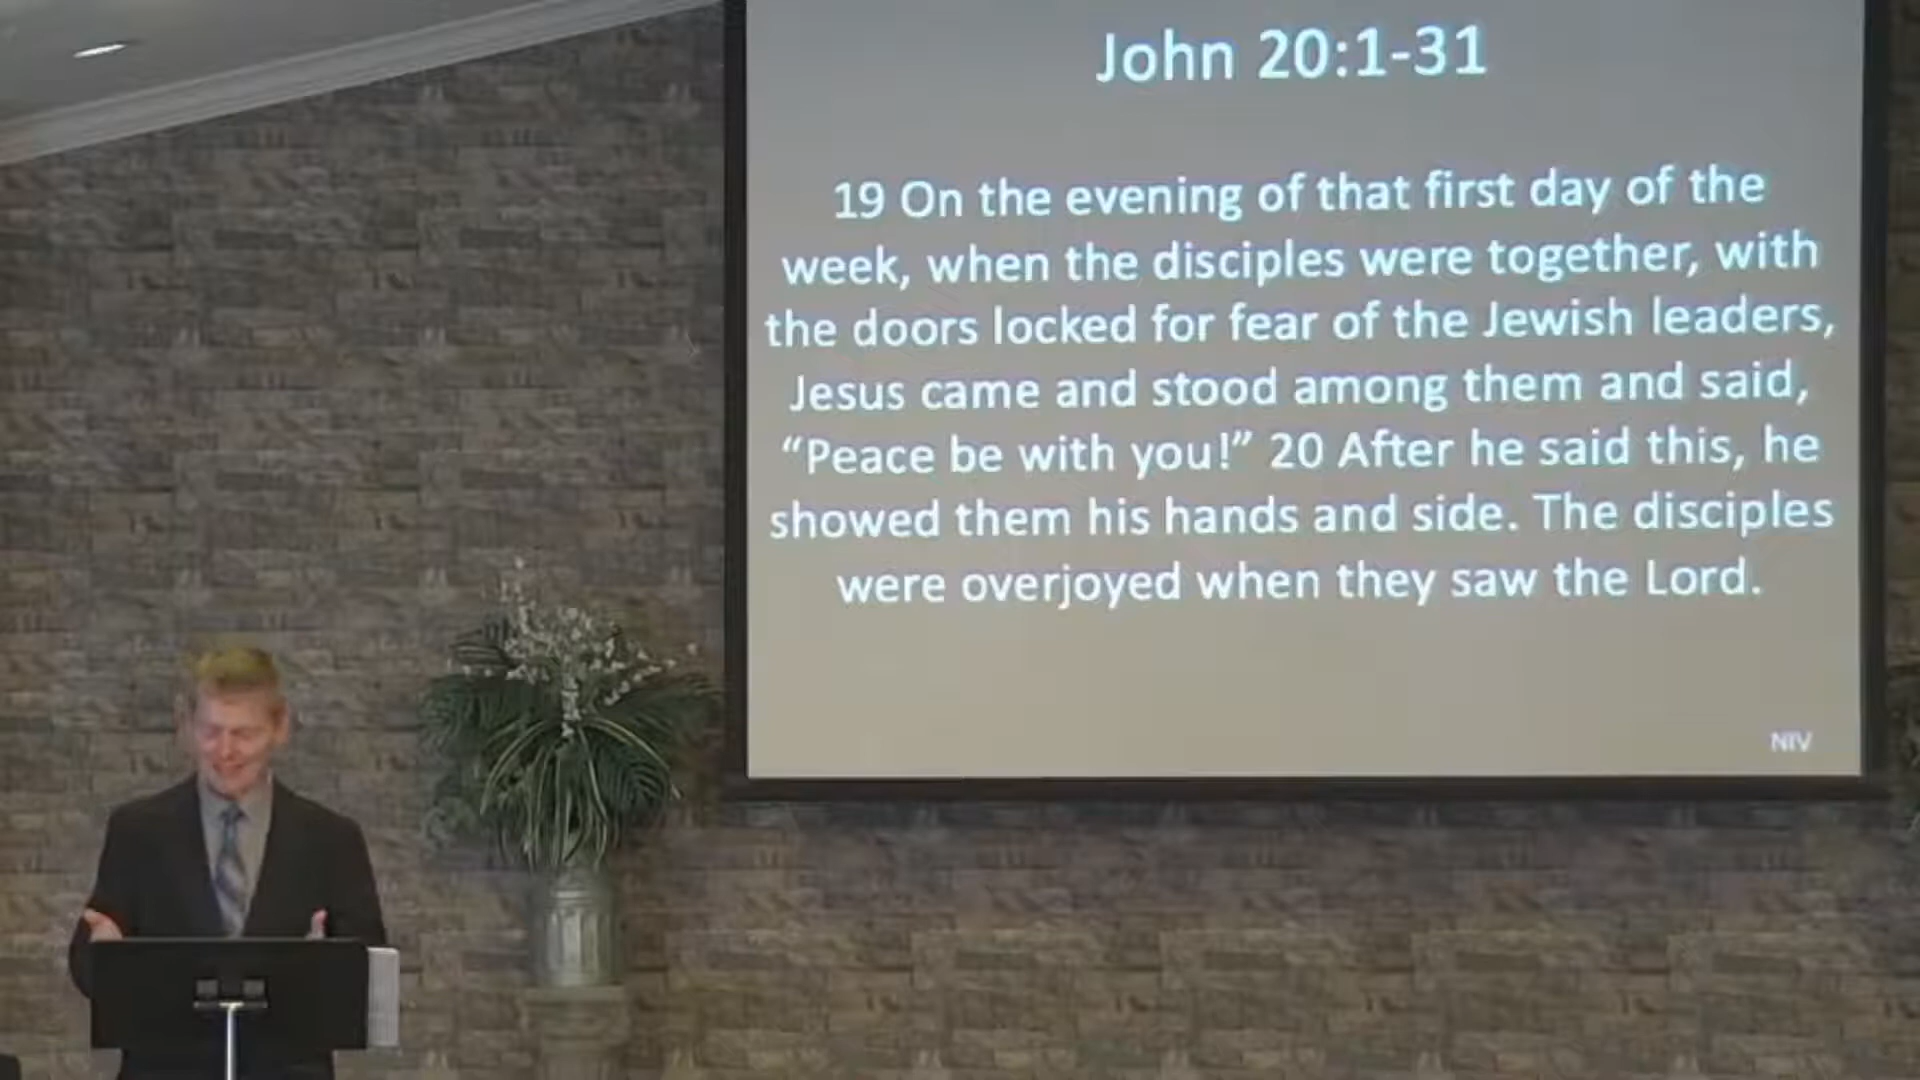 John 20:1-31
19 On the evening of that first day of the
week, when the disciples were together, with
the doors locked for fear of the Jewish leaders,
Jesus came and stood among them and said,
“Peace be with you!” 20 After he said this, he
showed them his hands and side. The disciples
were overjoyed when they saw the Lord.
NIV